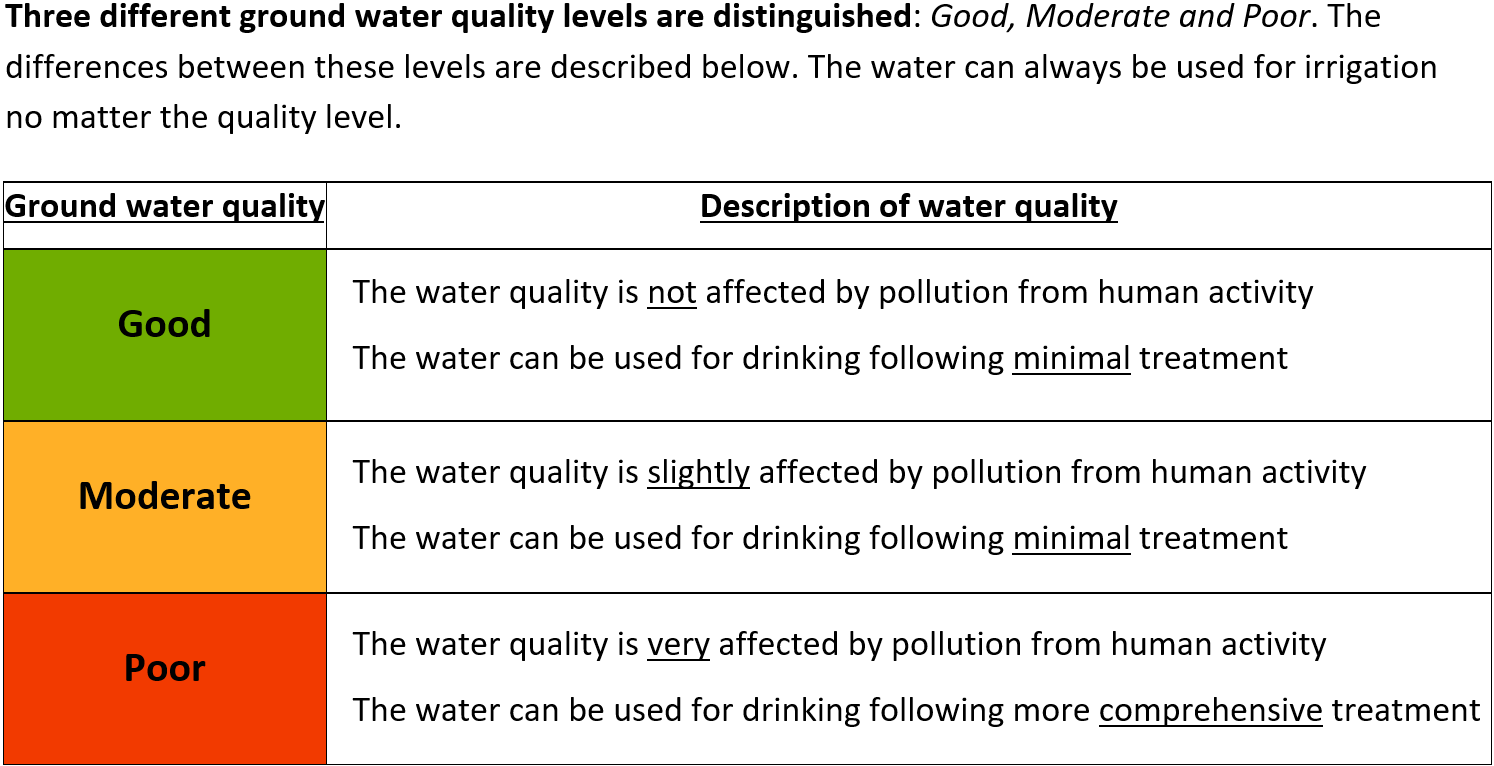 Three different ground water quality levels are distinguished: Good, Moderate and Poor. The
differences between these levels are described below. The water can always be used for irrigation
no matter the quality level.
Ground water quality
Description of water quality
Good
The water quality is not affected by pollution from human activity
The water can be used for drinking following minimal treatment
Moderate
The water quality is slightly affected by pollution from human activity
The water can be used for drinking following minimal treatment
Poor
The water quality is very affected by pollution from human activity
The water can be used for drinking following more comprehensive treatment